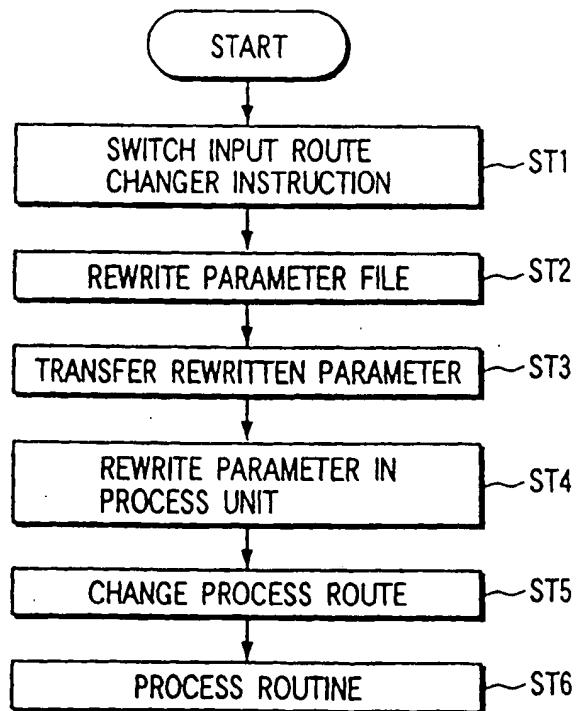 START
SWITCH INPUT ROUTE
CHANGER INSTRUCTION
ST1
REWRITE PARAMETER FILE
ST2
TRANSFER REWRITTEN PARAMETER
ST3
REWRITE PARAMETER IN
PROCESS UNIT
ST4
CHANGE PROCESS ROUTE
ST5
PROCESS ROUTINE
ST6